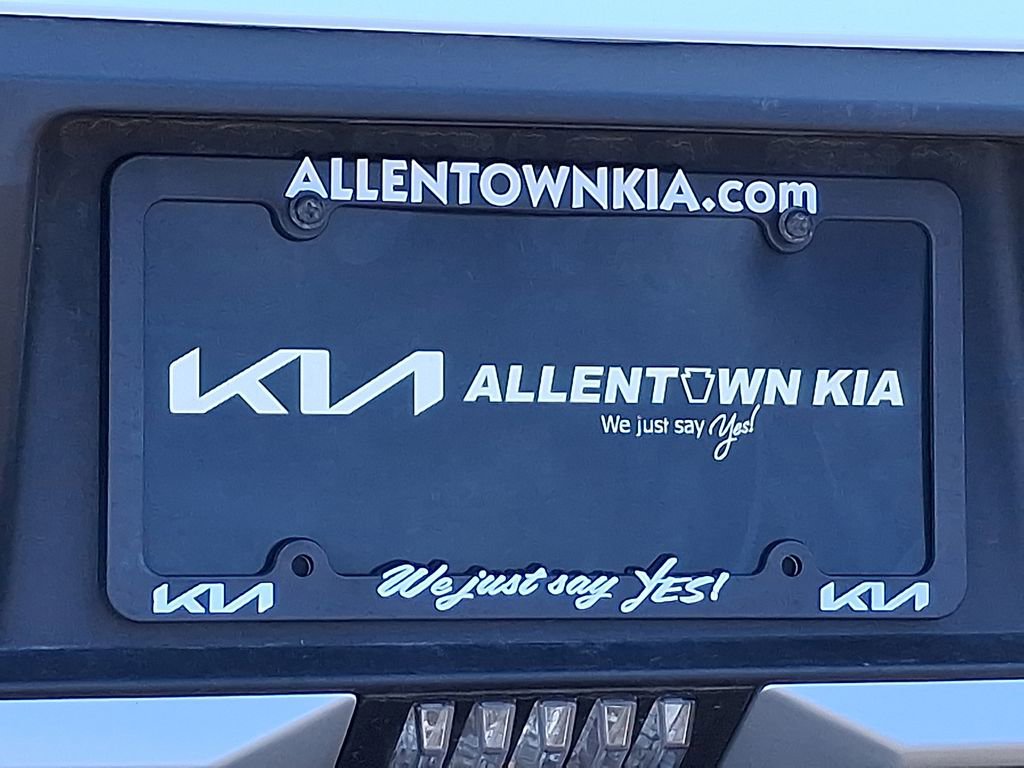 ALLENTOWNKIA.com
KIA ALLENTOWN KIA
We just say Yes!
KIA We just say YES! KIA